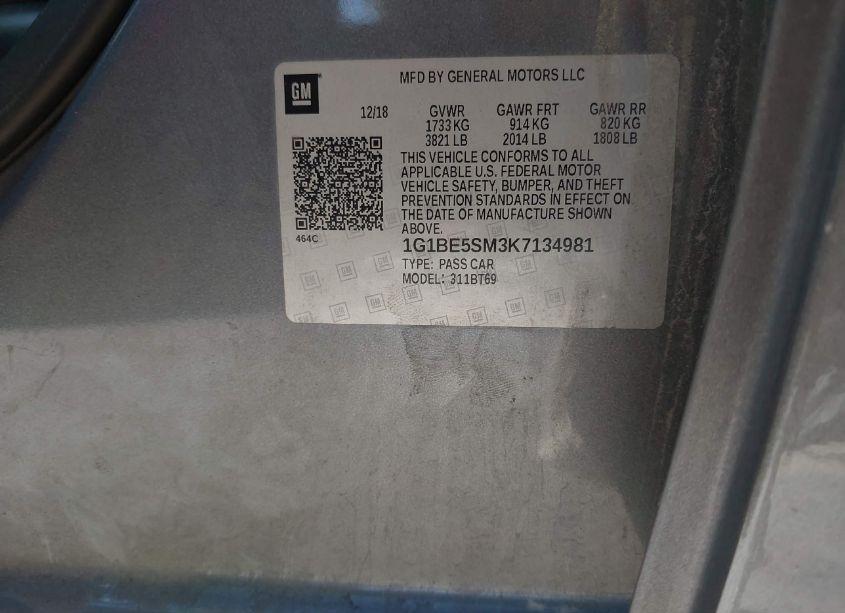 MFD BY GENERAL MOTORS LLC
GM
12/18 GVWR GAWR FRT GAWR RR
1733 KG 914 KG 820 KG
3821 LB 2014 LB 1808 LB
THIS VEHICLE CONFORMS TO ALL
APPLICABLE U.S. FEDERAL MOTOR
VEHICLE SAFETY, BUMPER, AND THEFT
PREVENTION STANDARDS IN EFFECT ON
THE DATE OF MANUFACTURE SHOWN
ABOVE.
464C
1G1BE5SM3K7134981
TYPE: PASS CAR
MODEL: 311BT69